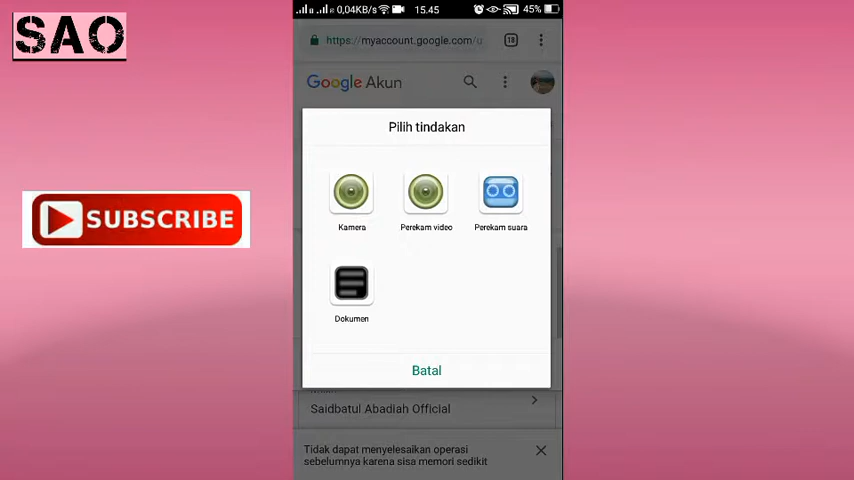 SAO
0,04KB/s
15.45
45%
https://myaccount.google.com/u
18
Google Akun
Pilih tindakan
Kamera
Perekam video
Perekam suara
SUBSCRIBE
Dokumen
Batal
Saidbatul Abadiah Official
Tidak dapat menyelesaikan operasi
sebelumnya karena sisa memori sedikit